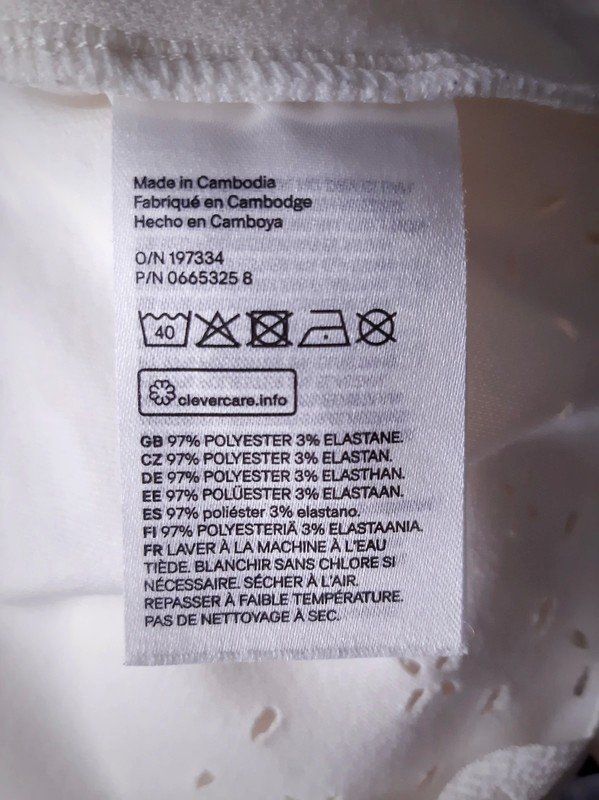 Made in Cambodia
Fabriqué en Cambodge
Hecho en Camboya
O/N 197334
P/N 0665325 8
40
clevercare.info
GB 97% POLYESTER 3% ELASTANE.
CZ 97% POLYESTER 3% ELASTAN.
DE 97% POLYESTER 3% ELASTHAN.
EE 97% POLÜESTER 3% ELASTAAN.
ES 97% poliéster 3% elastano.
FI 97% POLYESTERIÄ 3% ELASTAANIA.
FR LAVER À LA MACHINE À L'EAU
TIÈDE. BLANCHIR SANS CHLORE SI
NÉCESSAIRE. SÉCHER À L'AIR.
REPASSER À FAIBLE TEMPÉRATURE.
PAS DE NETTOYAGE À SEC.